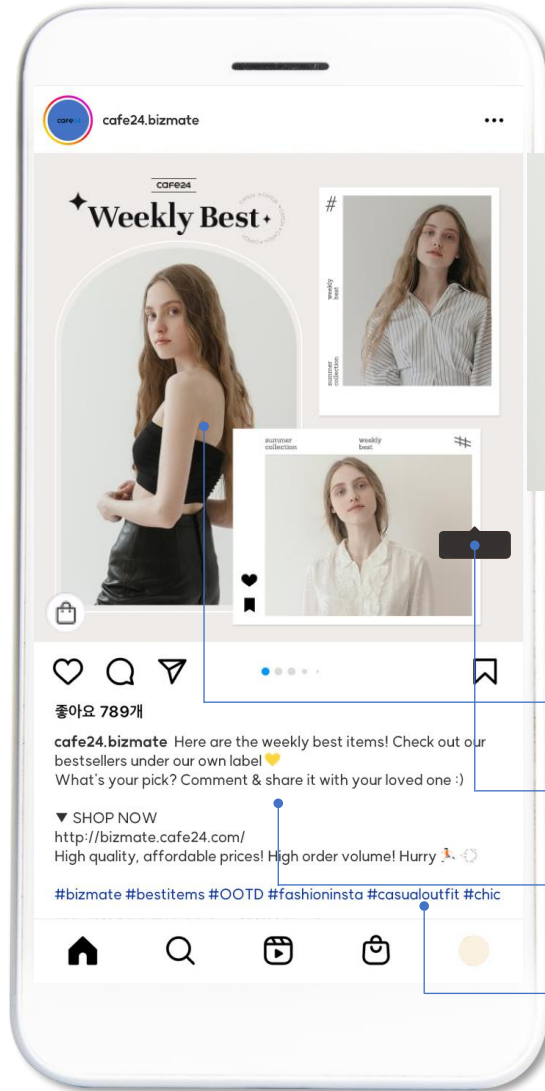 cafe24
cafe24.bizmate
cafe24
Weekly Best
#
weekly
best
summer
collection
summer
collection
weekly
best
#
좋아요 789개
cafe24.bizmate Here are the weekly best items! Check out our
bestsellers under our own label 💛
What's your pick? Comment & share it with your loved one :)
▼ SHOP NOW
http://bizmate.cafe24.com/
High quality, affordable prices! High order volume! Hurry 🏃 💨
#bizmate #bestitems #OOTD #fashioninsta #casualoutfit #chic